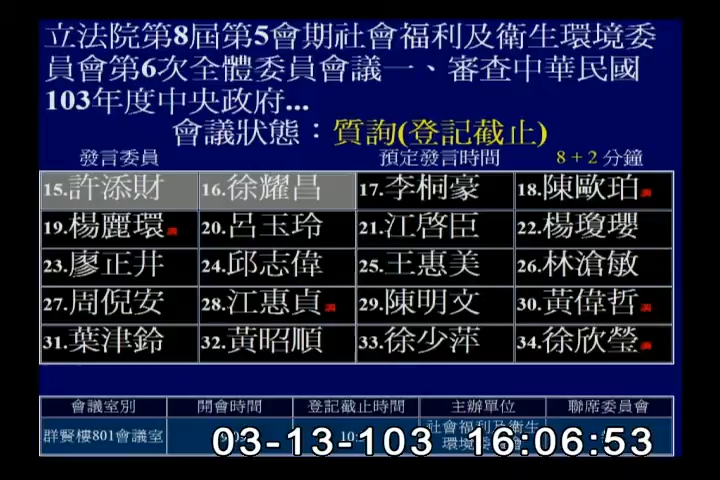 立法院第8屆第5會期社會福利及衛生環境委
員會第6次全體委員會議一、審查中華民國
103年度中央政府...
會議狀態：質詢(登記截止)
發言委員 預定發言時間 8+2 分鐘
15.許添財 16.徐耀昌 17.李桐豪 18.陳歐珀
19.楊麗環 20.呂玉玲 21.江啓臣 22.楊瓊瓔
23.廖正井 24.邱志偉 25.王惠美 26.林滄敏
27.周倪安 28.江惠貞 29.陳明文 30.黃偉哲
31.葉津鈴 32.黃昭順 33.徐少萍 34.徐欣瑩
會議室別 開會時間 登記截止時間 主辦單位 聯席委員會
群賢樓801會議室 社會福利及衛生
03-13-103 16:06:53